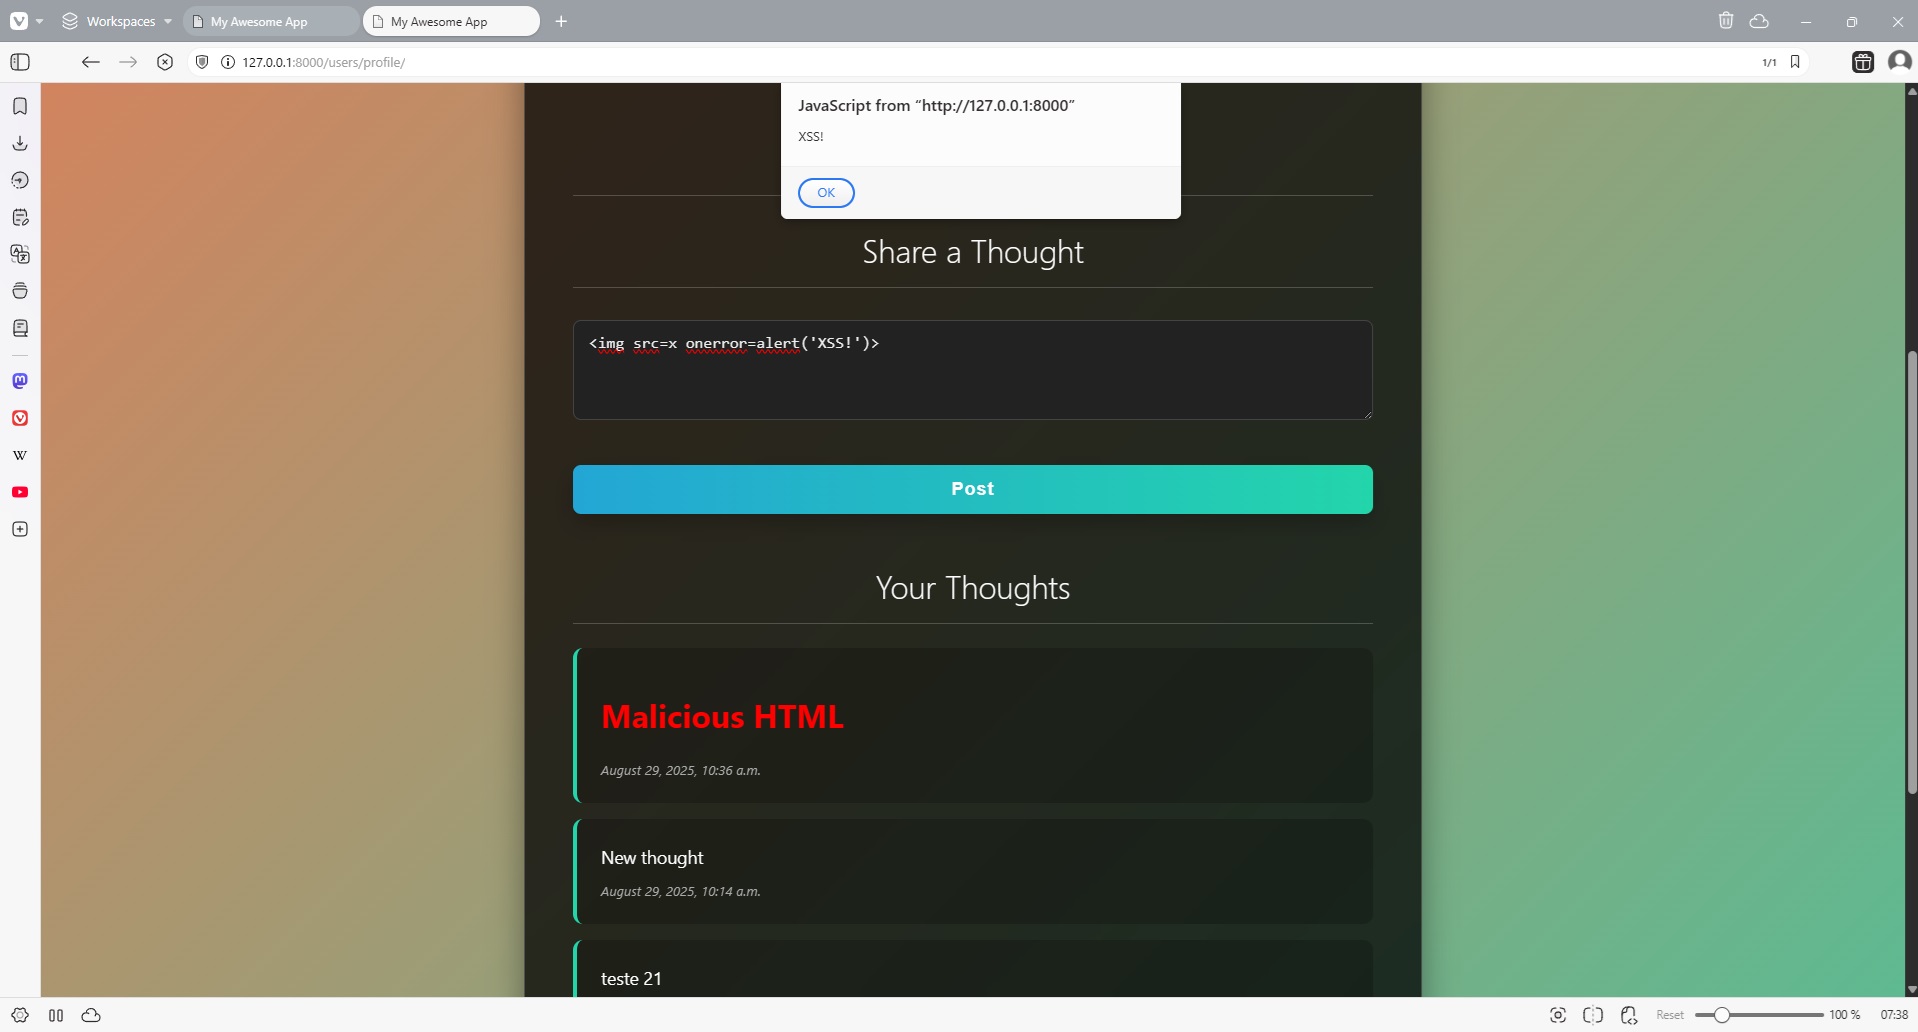 Workspaces
My Awesome App
My Awesome App
127.0.0.1:8000/users/profile/
1/1
JavaScript from “http://127.0.0.1:8000”
XSS!
OK
Share a Thought
<img src=x onerror=alert('XSS!')>
Post
Your Thoughts
Malicious HTML
August 29, 2025, 10:36 a.m.
New thought
August 29, 2025, 10:14 a.m.
teste 21
W
Reset
100 %
07:38